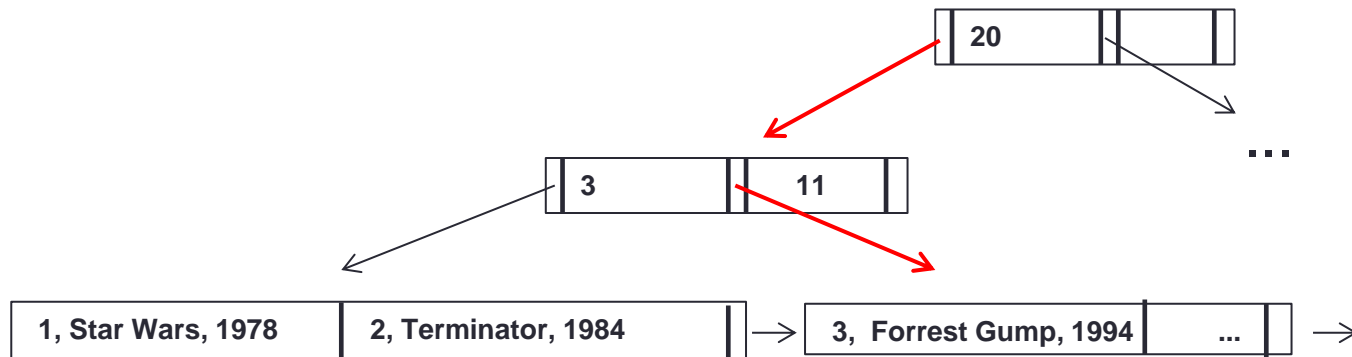 20
...
3 11
1, Star Wars, 1978 2, Terminator, 1984 3, Forrest Gump, 1994 ...